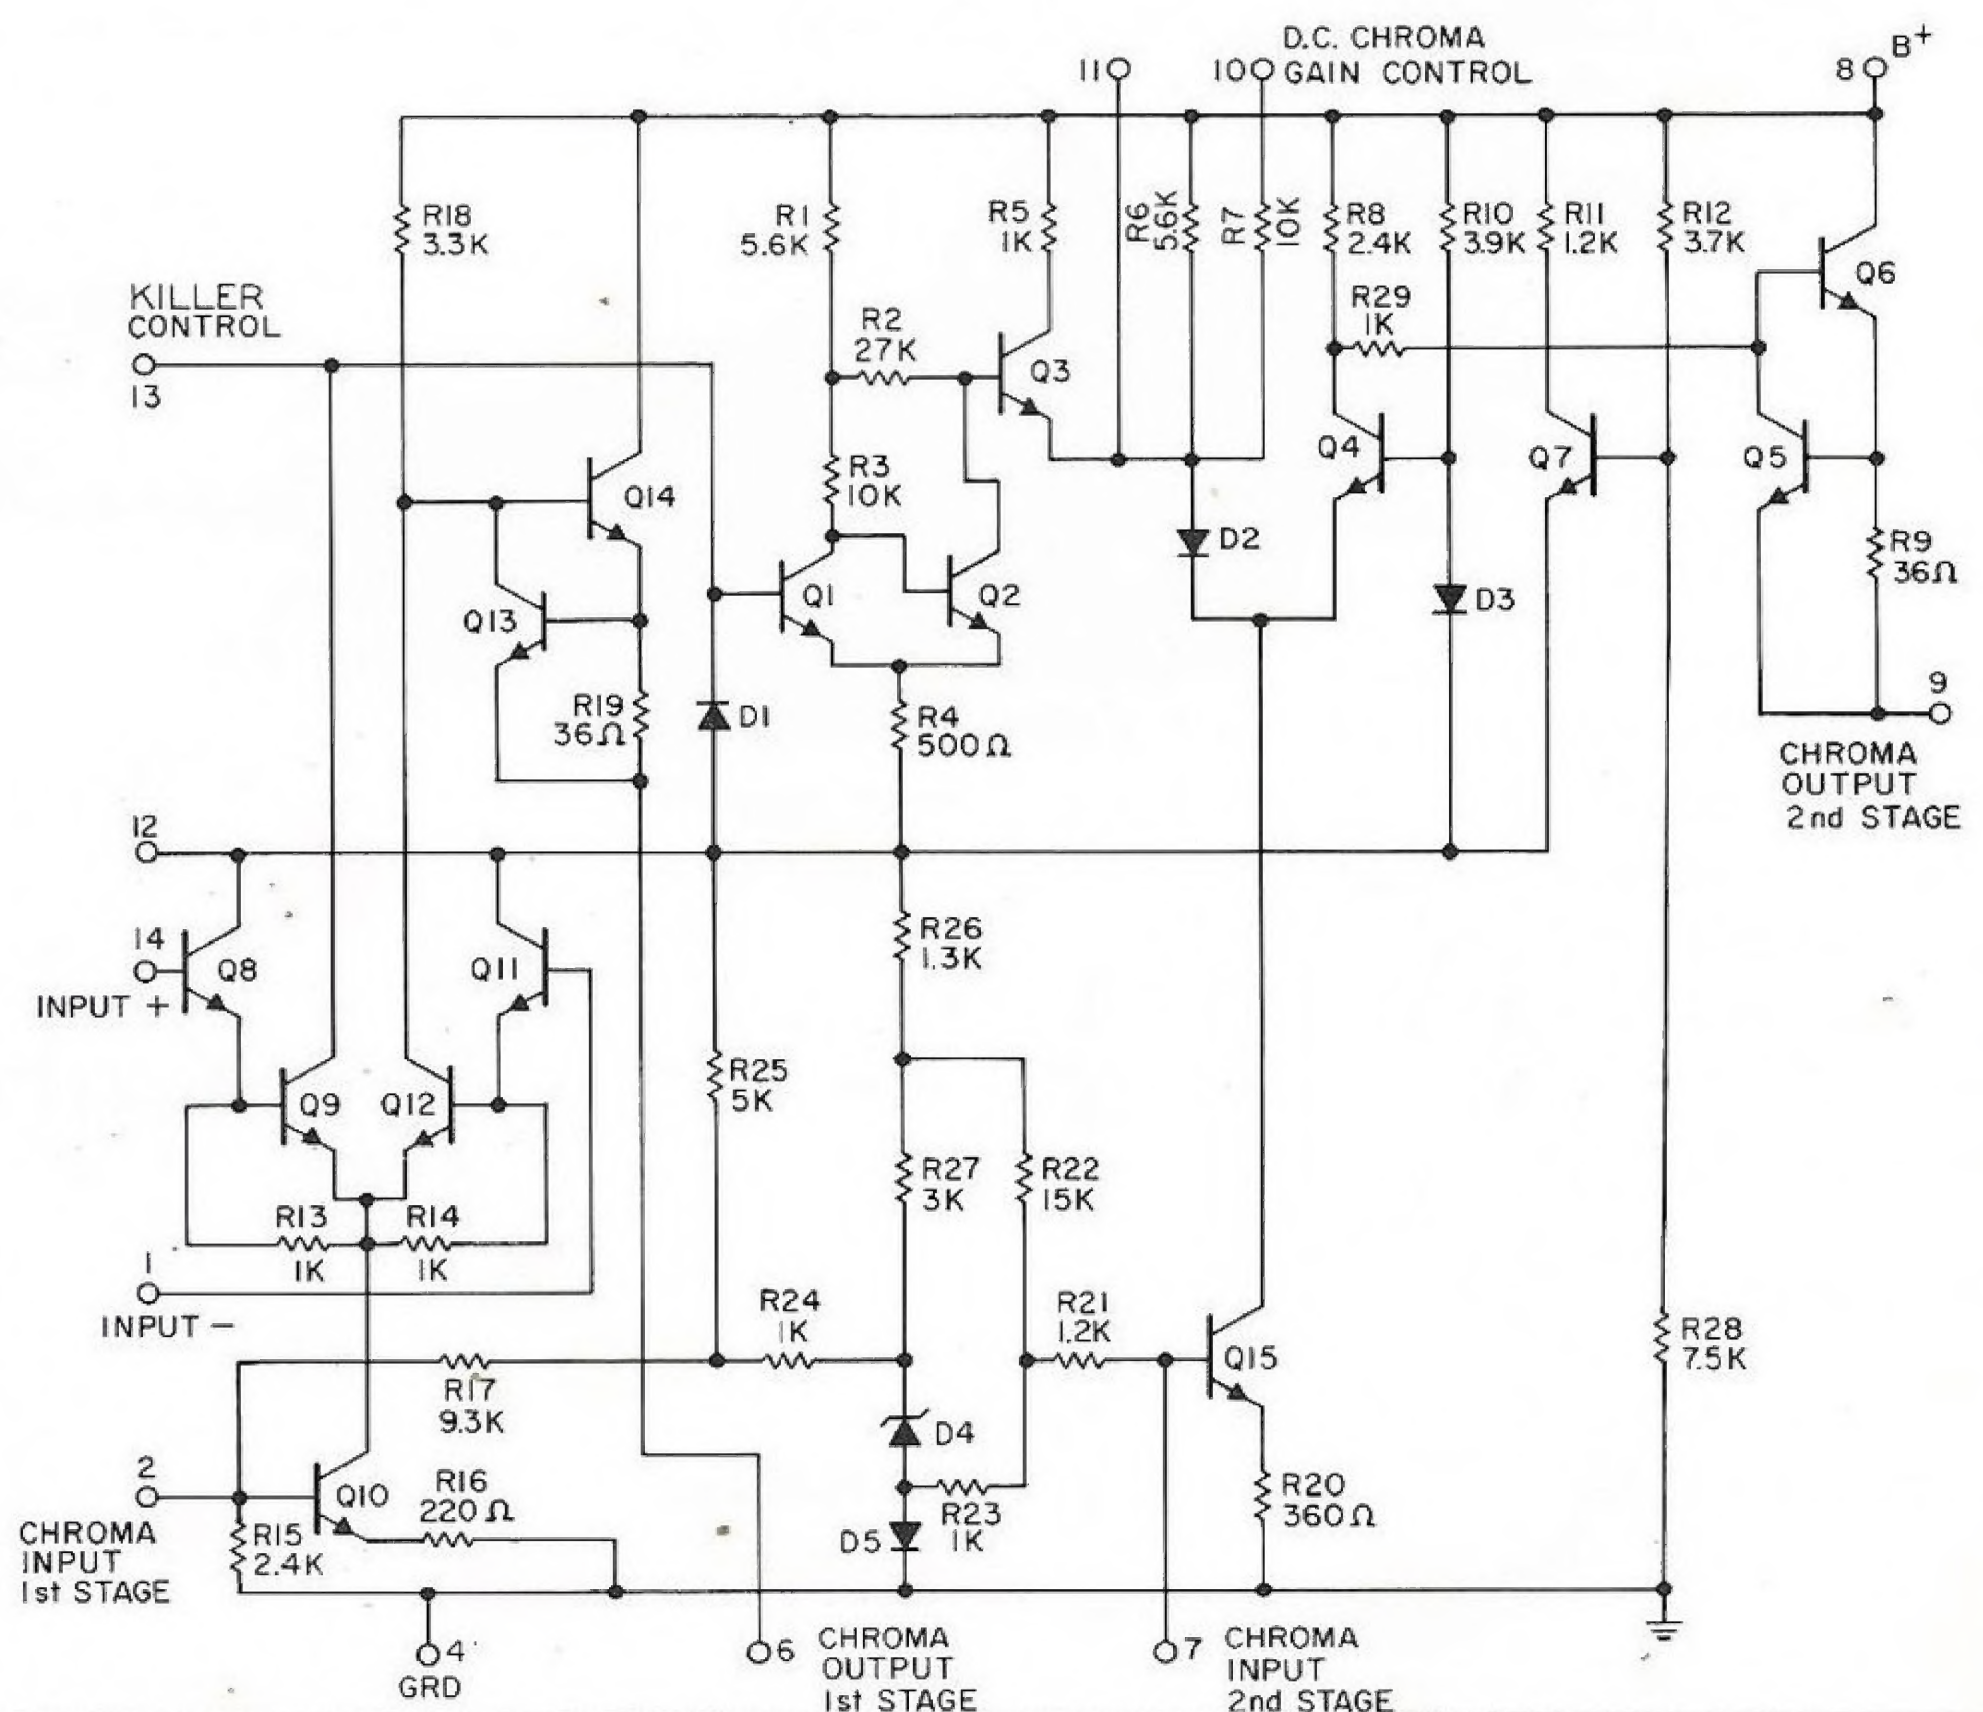 D.C. CHROMA
11 10 GAIN CONTROL
8 B+
R18
3.3K
R1
5.6K
R5
1K
R6
5.6K
R7
10K
R8
2.4K
R10
3.9K
R11
1.2K
R12
3.7K
Q6
KILLER
CONTROL
13
R2
27K
Q3
R29
1K
Q14
R3
10K
Q4
Q7
Q5
D2
R9
36Ω
Q13
Q1
Q2
D3
R19
36Ω
D1
R4
500Ω
9
CHROMA
OUTPUT
2nd STAGE
12
14
INPUT +
Q8
Q11
R26
1.3K
R25
5K
Q9
Q12
R27
3K
R22
15K
R13
1K
R14
1K
1
INPUT –
R24
1K
R21
1.2K
Q15
R28
7.5K
R17
9.3K
D4
2
CHROMA
INPUT
1st STAGE
Q10
R16
220Ω
R15
2.4K
R23
1K
D5
R20
360Ω
4
GRD
6
CHROMA
OUTPUT
1st STAGE
7
CHROMA
INPUT
2nd STAGE